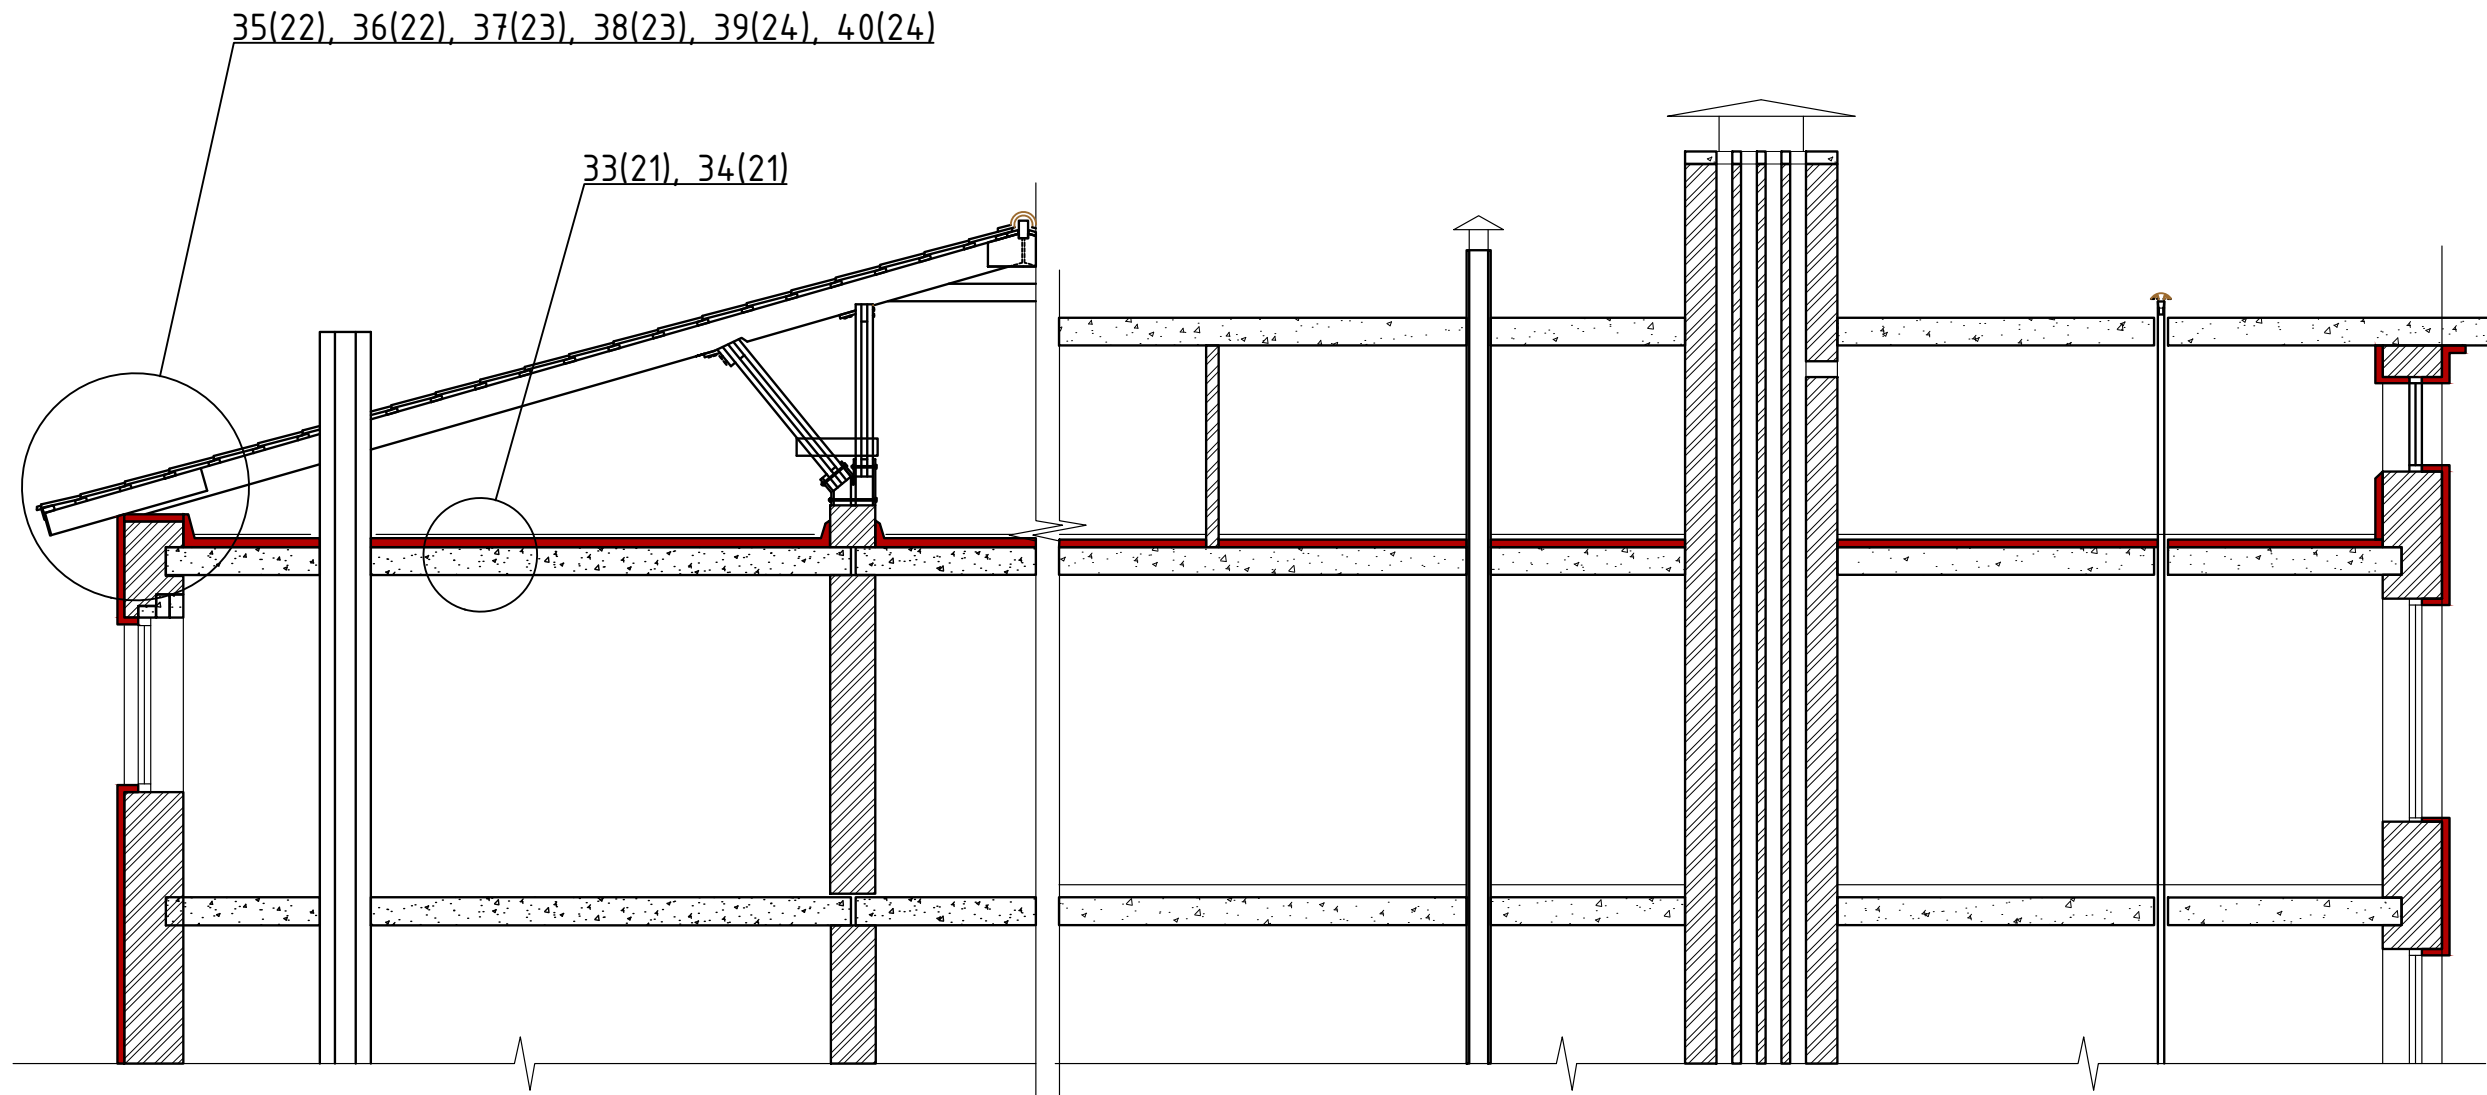 35(22), 36(22), 37(23), 38(23), 39(24), 40(24)
33(21), 34(21)